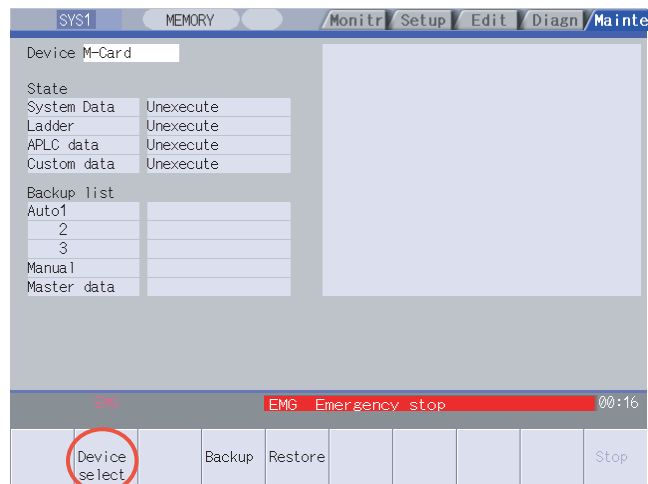 SYS1 MEMORY Monitr Setup Edit Diagn Mainte
Device M-Card
State
System Data Unexecute
Ladder Unexecute
APLC data Unexecute
Custom data Unexecute
Backup list
Auto1
2
3
Manual
Master data
EMG Emergency stop 00:16
Device select Backup Restore Stop